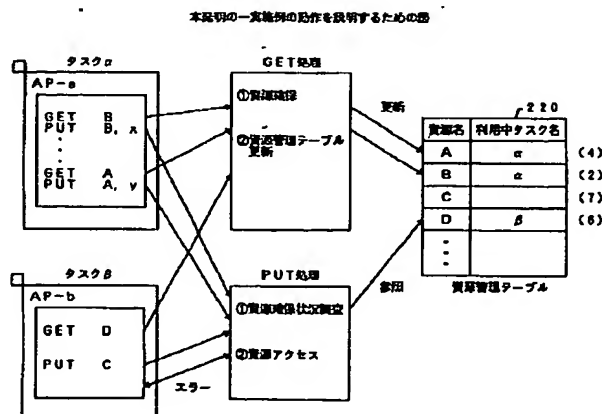 本発明の一実施例の動作を説明するための図
タスクα
AP-a
GET B
PUT B, x
GET A
PUT A, y
タスクβ
AP-b
GET D
PUT C
エラー
GET処理
①資源確保
②資源管理テーブル
更新
PUT処理
①資源確保状況調査
②資源アクセス
更新
参照
220
資源名 利用中タスク名
A α (4)
B α (2)
C (7)
D β (6)
資源管理テーブル